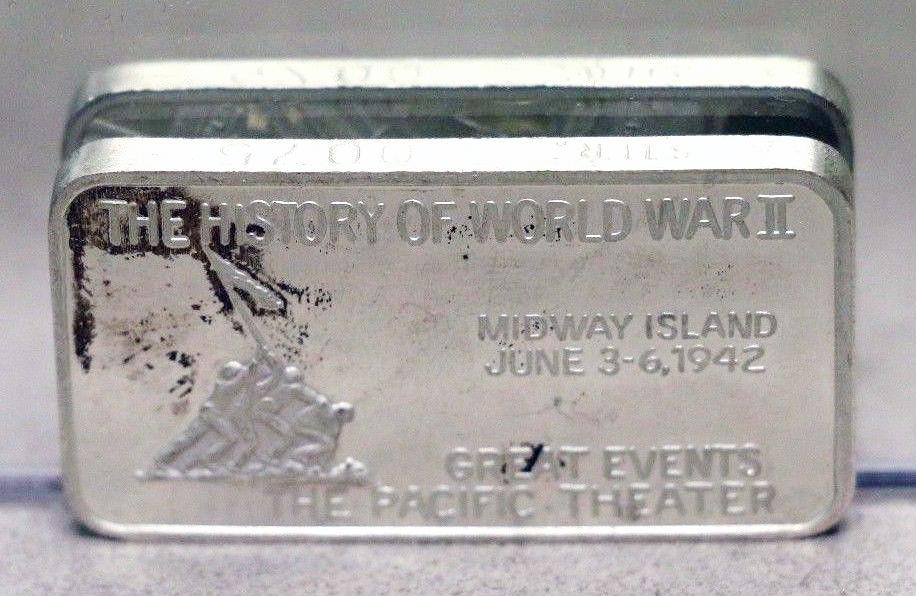 THE HISTORY OF WORLD WAR II
MIDWAY ISLAND
JUNE 3-6, 1942
GREAT EVENTS
THE PACIFIC THEATER